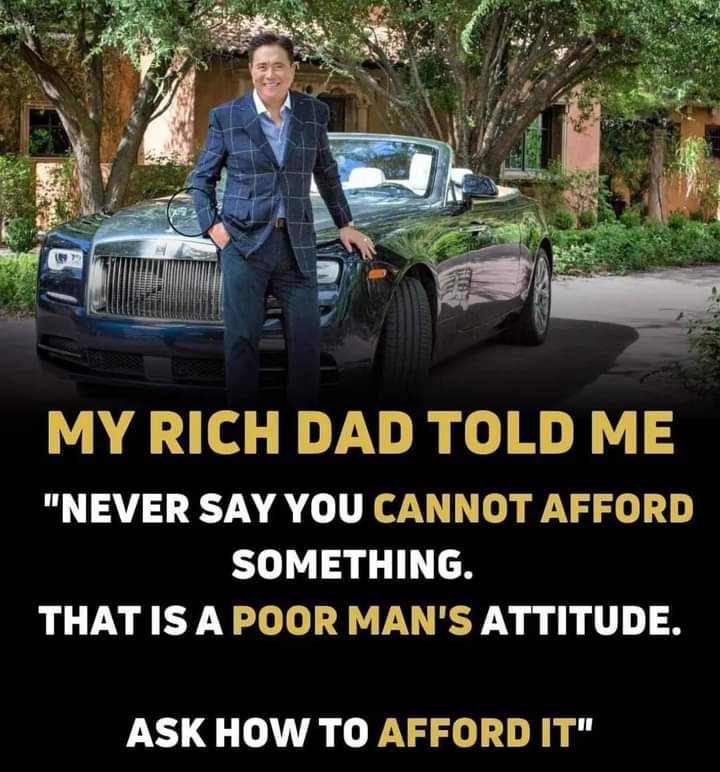 MY RICH DAD TOLD ME
"NEVER SAY YOU CANNOT AFFORD
SOMETHING.
THAT IS A POOR MAN'S ATTITUDE.
ASK HOW TO AFFORD IT"